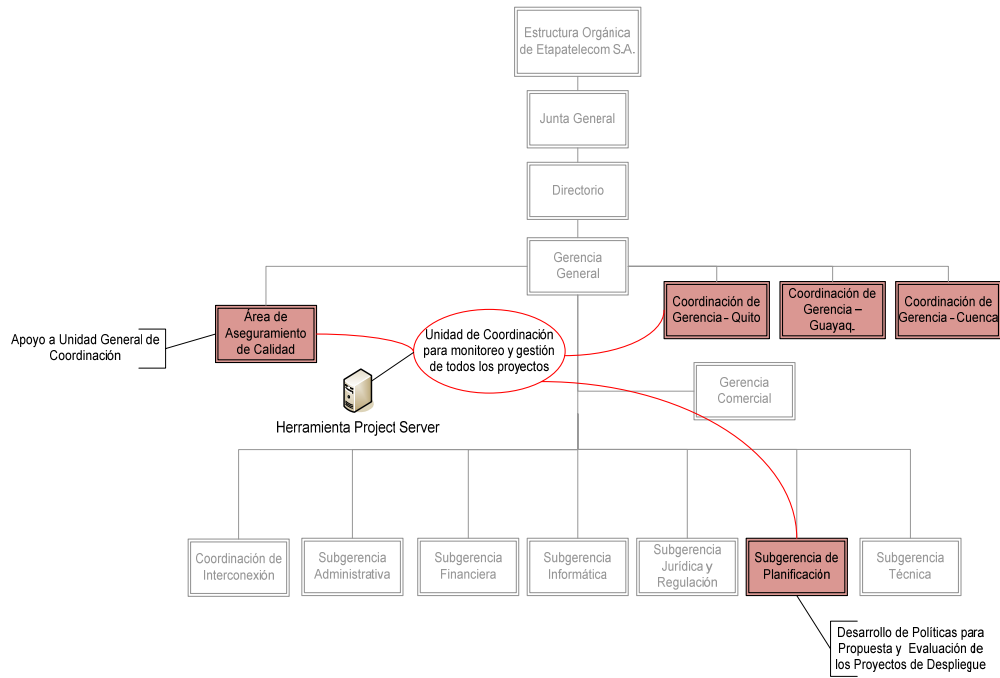 Estructura Orgánica
de Etapatelecom S.A.
Junta General
Directorio
Gerencia
General
Área de
Aseguramiento
de Calidad
Apoyo a Unidad General de
Coordinación
Unidad de Coordinación
para monitoreo y gestión
de todos los proyectos
Herramienta Project Server
Coordinación de
Gerencia - Quito
Coordinación de
Gerencia –
Guayaq.
Coordinación de
Gerencia - Cuenca
Gerencia
Comercial
Coordinación de
Interconexión
Subgerencia
Administrativa
Subgerencia
Financiera
Subgerencia
Informática
Subgerencia
Jurídica y
Regulación
Subgerencia de
Planificación
Subgerencia
Técnica
Desarrollo de Políticas para
Propuesta y Evaluación de
los Proyectos de Despliegue